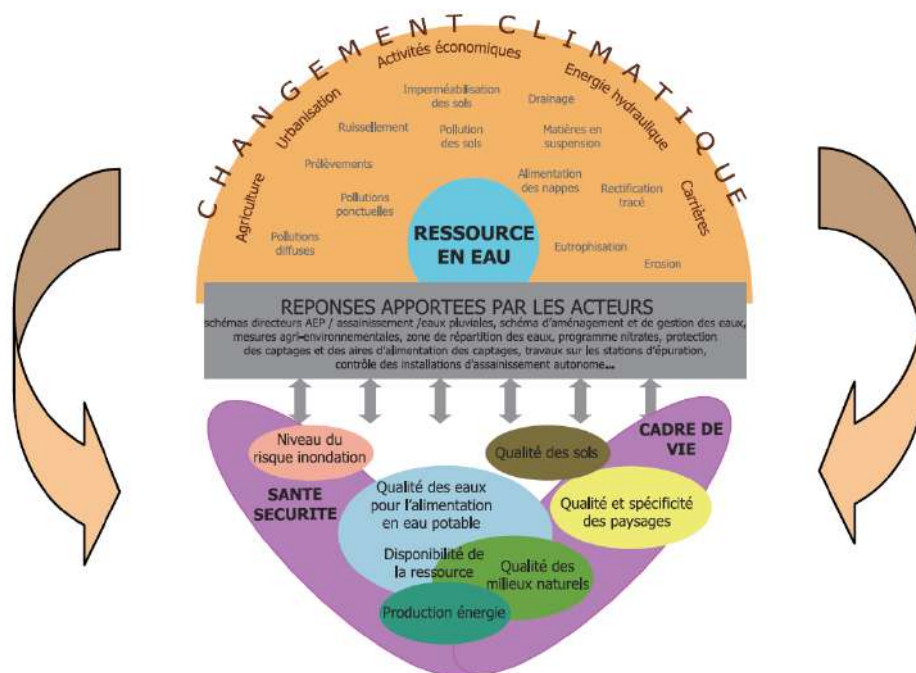 CHANGEMENT CLIMATIQUE
Agriculture
Urbanisation
Activités économiques
Energie hydraulique
Carrières
Imperméabilisation
des sols
Drainage
Ruissellement
Pollution
des sols
Matières en
suspension
Prélèvements
Alimentation
des nappes
Rectification
tracé
Pollutions
ponctuelles
Pollutions
diffuses
Eutrophisation
Erosion
RESSOURCE
EN EAU
REPONSES APPORTEES PAR LES ACTEURS
schémas directeurs AEP / assainissement /eaux pluviales, schéma d'aménagement et de gestion des eaux,
mesures agri-environnementales, zone de répartition des eaux, programme nitrates, protection
des captages et des aires d'alimentation des captages, travaux sur les stations d'épuration,
contrôle des installations d'assainissement autonome...
Niveau du
risque inondation
Qualité des sols
CADRE DE
VIE
SANTE
SECURITE
Qualité des eaux
pour l'alimentation
en eau potable
Qualité et spécificité
des paysages
Disponibilité de
la ressource
Qualité des
milieux naturels
Production énergie